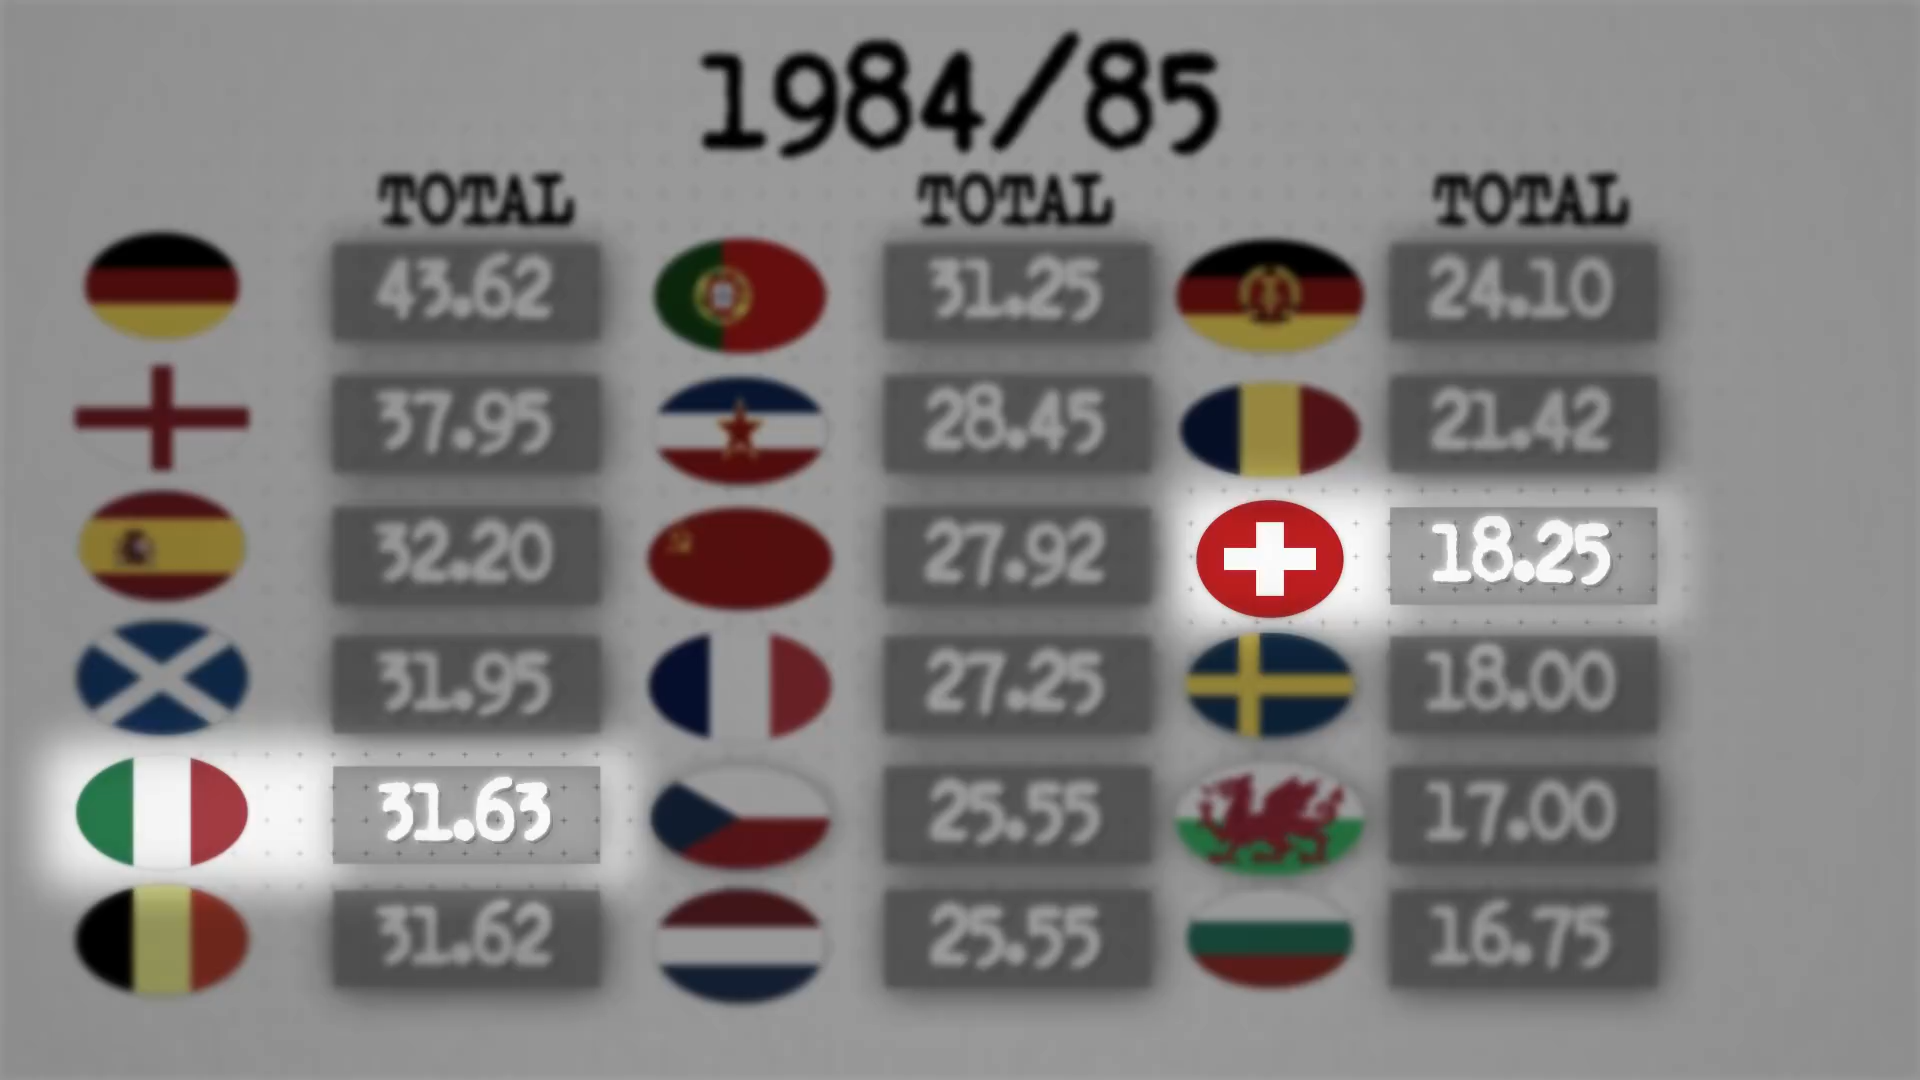 1984/85
TOTAL TOTAL TOTAL
43.62 31.25 24.10
37.95 28.45 21.42
32.20 27.92 18.25
31.95 27.25 18.00
31.63 25.55 17.00
31.62 25.55 16.75